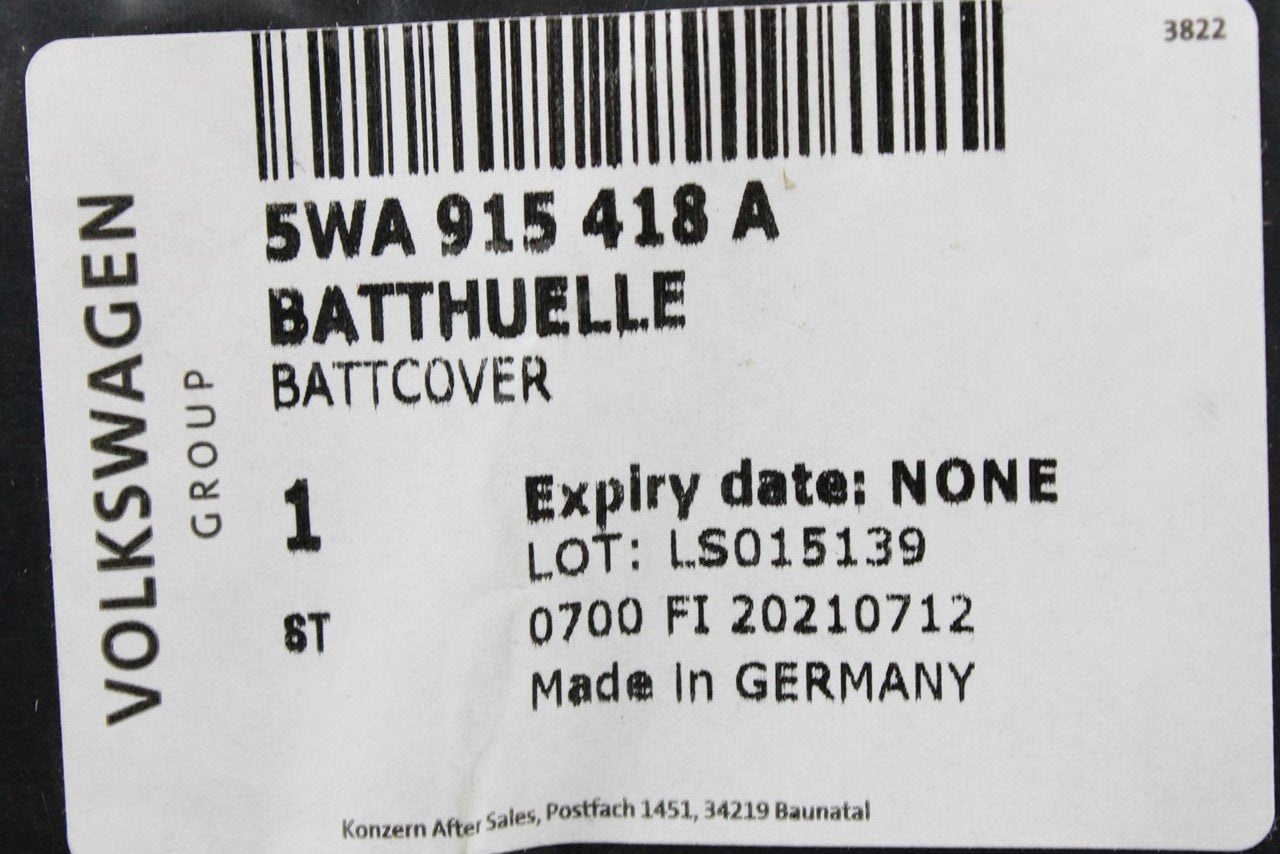 3822
5WA 915 418 A
BATTHUELLE
BATTCOVER
1
ST
Expiry date: NONE
LOT: LS015139
0700 FI 20210712
Made in GERMANY
VOLKSWAGEN
GROUP
Konzern After Sales, Postfach 1451, 34219 Baunatal